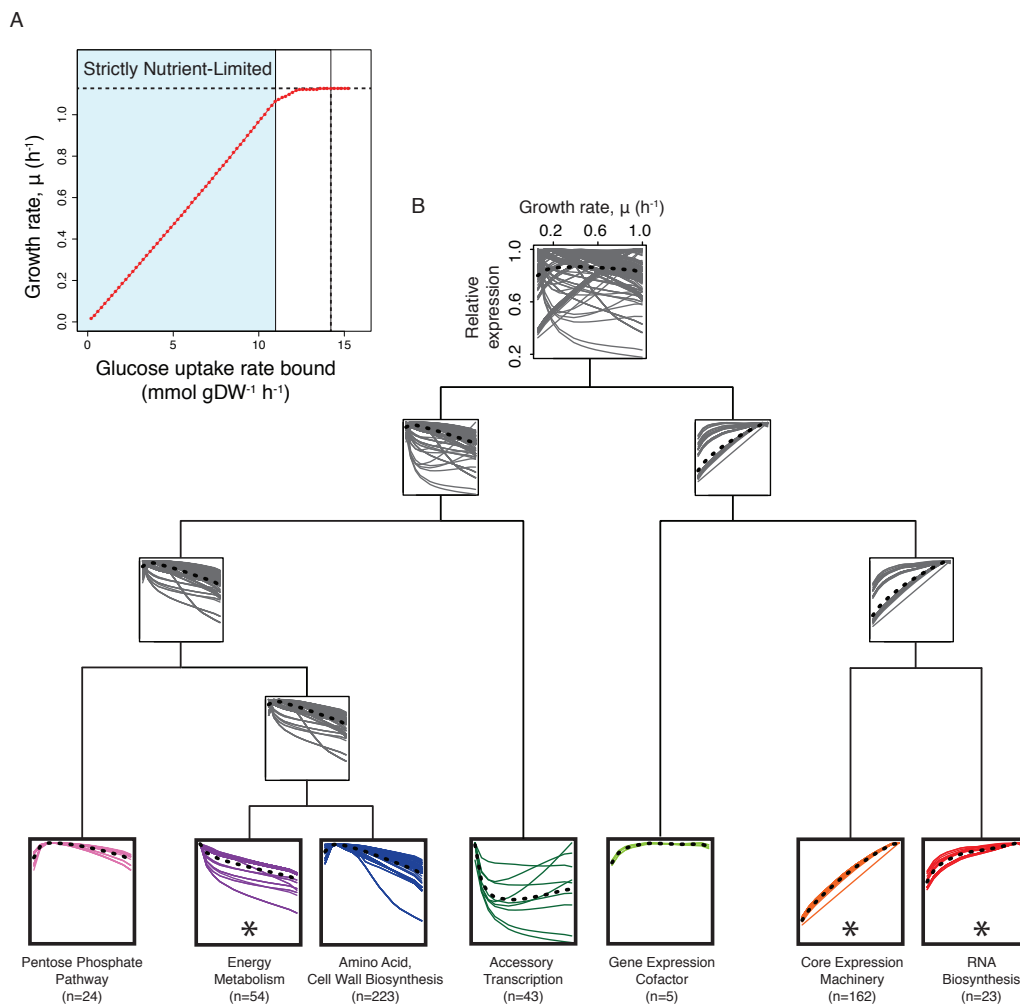 A
Strictly Nutrient-Limited
Growth rate, μ (h⁻¹)
0.0
0.2
0.4
0.6
0.8
1.0
0
5
10
15
Glucose uptake rate bound
(mmol gDW⁻¹ h⁻¹)
B
Growth rate, μ (h⁻¹)
0.2
0.6
1.0
Relative
expression
1.0
0.6
0.2
*
*
*
Pentose Phosphate
Pathway
(n=24)
Energy
Metabolism
(n=54)
Amino Acid,
Cell Wall Biosynthesis
(n=223)
Accessory
Transcription
(n=43)
Gene Expression
Cofactor
(n=5)
Core Expression
Machinery
(n=162)
RNA
Biosynthesis
(n=23)